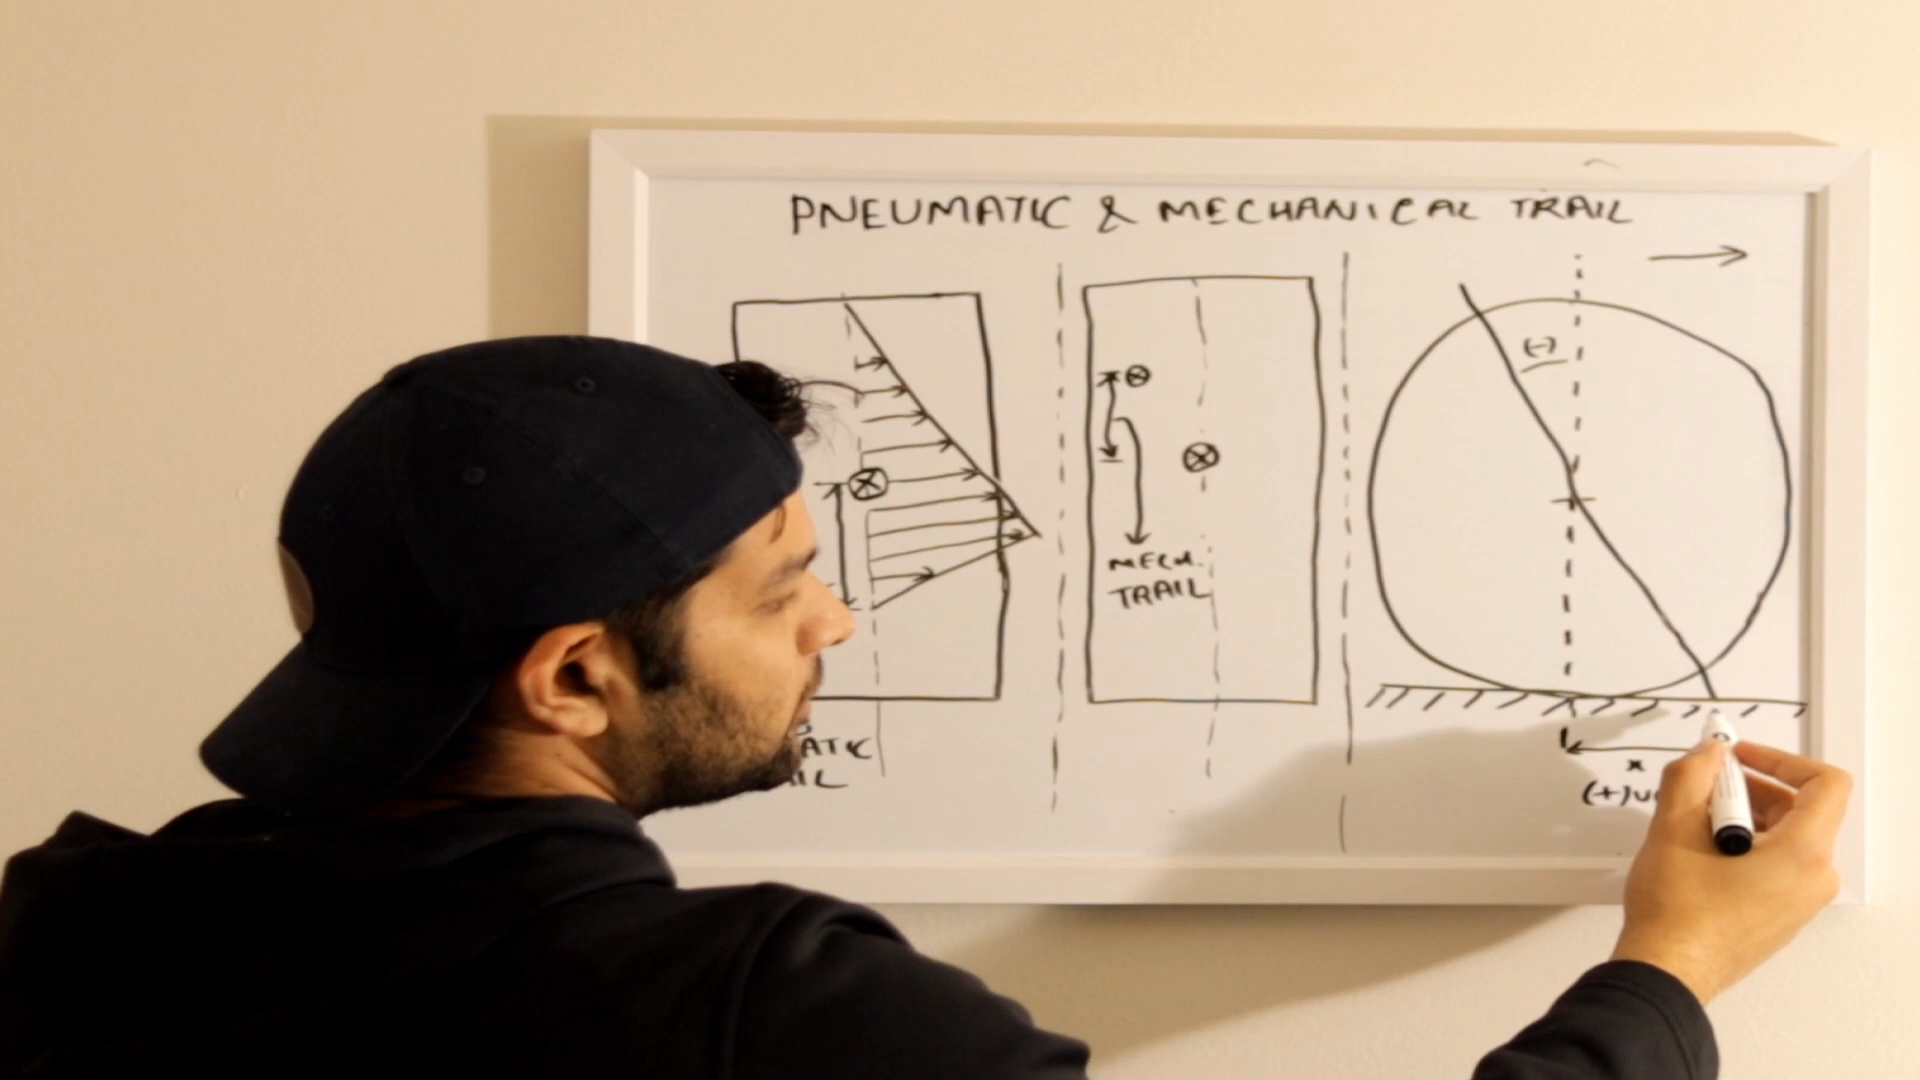 PNEUMATIC & MECHANICAL TRAIL
(-)
MECH.
TRAIL
x